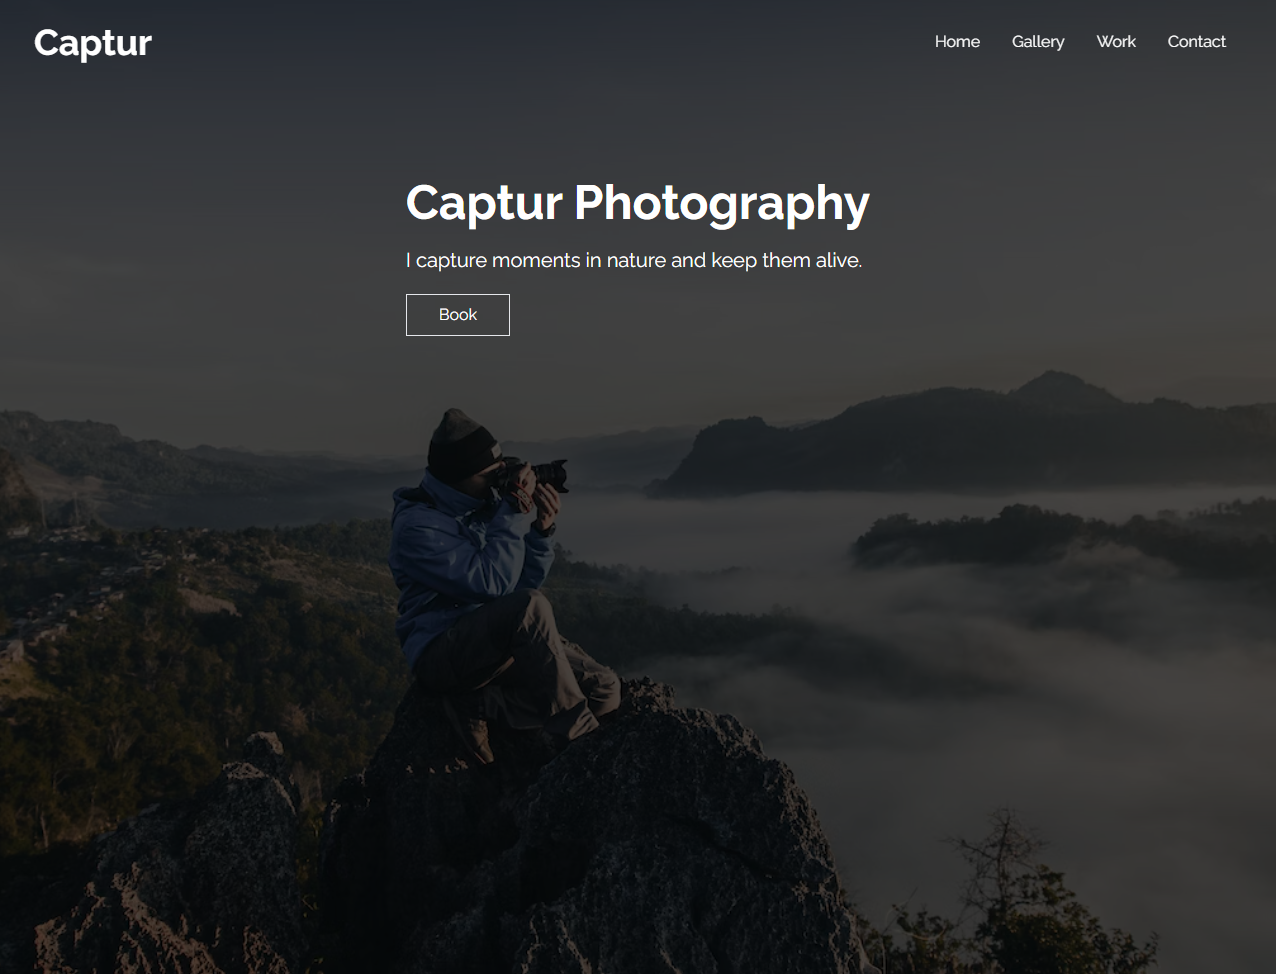 Captur
Home Gallery Work Contact
Captur Photography
I capture moments in nature and keep them alive.
Book